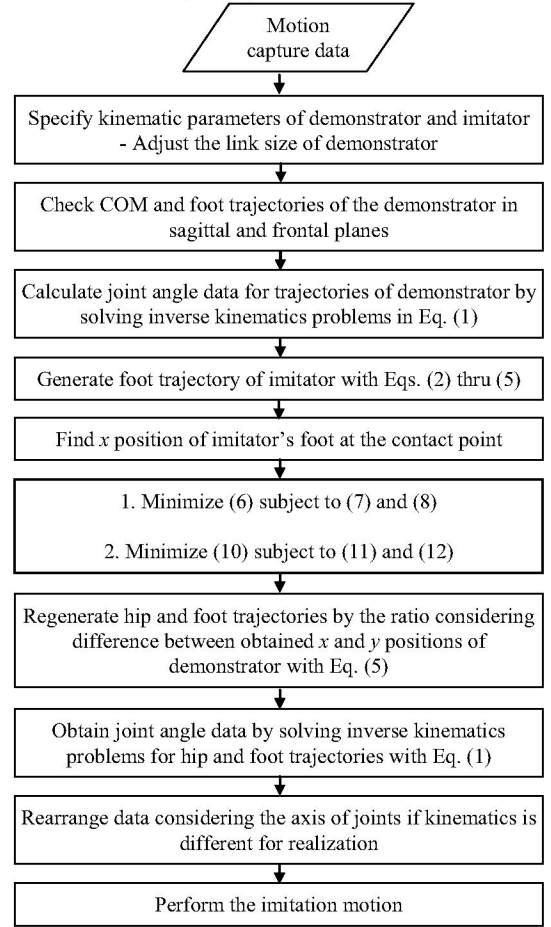 Motion
capture data
Specify kinematic parameters of demonstrator and imitator
- Adjust the link size of demonstrator
Check COM and foot trajectories of the demonstrator in
sagittal and frontal planes
Calculate joint angle data for trajectories of demonstrator by
solving inverse kinematics problems in Eq. (1)
Generate foot trajectory of imitator with Eqs. (2) thru (5)
Find x position of imitator's foot at the contact point
1. Minimize (6) subject to (7) and (8)
2. Minimize (10) subject to (11) and (12)
Regenerate hip and foot trajectories by the ratio considering
difference between obtained x and y positions of
demonstrator with Eq. (5)
Obtain joint angle data by solving inverse kinematics
problems for hip and foot trajectories with Eq. (1)
Rearrange data considering the axis of joints if kinematics is
different for realization
Perform the imitation motion